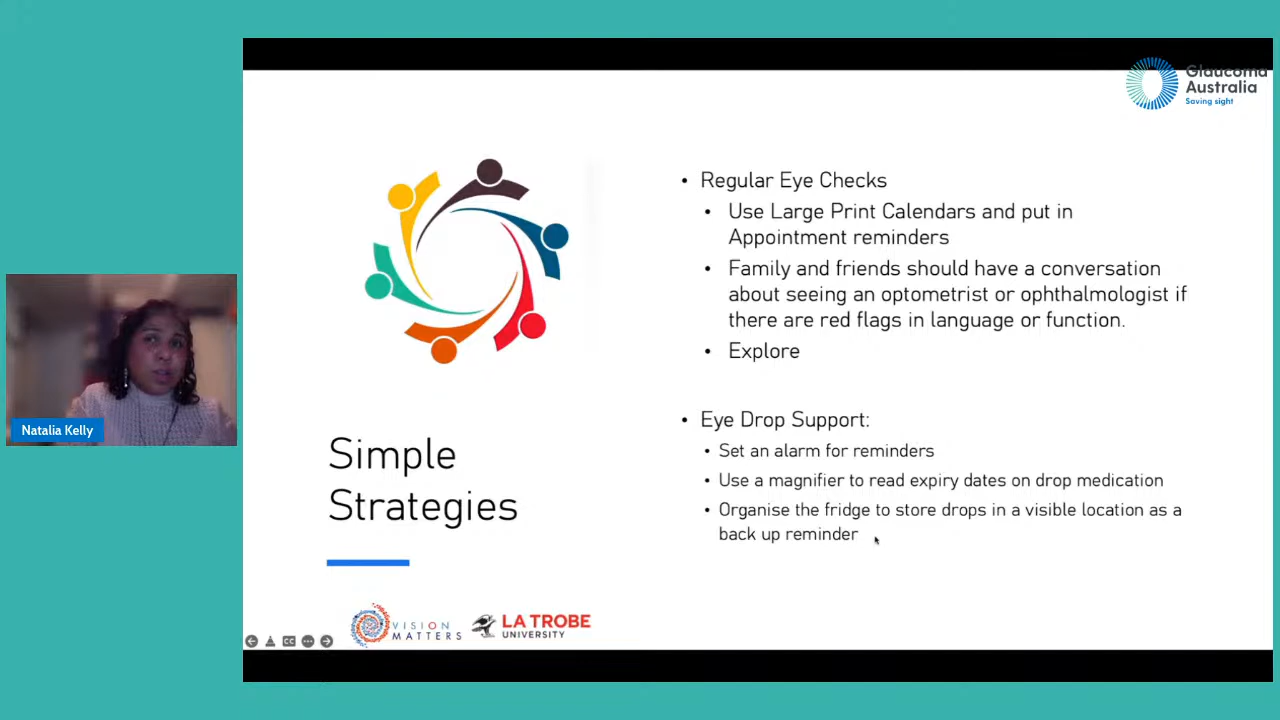 Glaucoma
Australia
Saving sight
Regular Eye Checks
Use Large Print Calendars and put in
Appointment reminders
Family and friends should have a conversation
about seeing an optometrist or ophthalmologist if
there are red flags in language or function.
Explore
Eye Drop Support:
Set an alarm for reminders
Use a magnifier to read expiry dates on drop medication
Organise the fridge to store drops in a visible location as a
back up reminder
Simple
Strategies
Natalia Kelly
VISION
MATTERS
LA TROBE
UNIVERSITY
CC